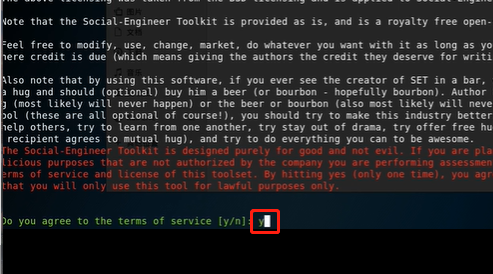 The above licensing was taken from the BSD licensing and is applied to Social-Engin
Note that the Social-Engineer Toolkit is provided as is, and is a royalty free open-
Feel free to modify, use, change, market, do whatever you want with it as long as yo
here credit is due (which means giving the authors the credit they deserve for writi
Also note that by using this software, if you ever see the creator of SET in a bar,
a hug and should (optional) buy him a beer (or bourbon - hopefully bourbon). Author
g (most likely will never happen) or the beer or bourbon (also most likely will neve
ool (these are all optional of course!), you should try to make this industry better
help others, try to learn from one another, try stay out of drama, try offer free hu
recipient agrees to mutual hug), and try to do everything you can to be awesome.
The Social-Engineer Toolkit is designed purely for good and not evil. If you are pla
licious purposes that are not authorized by the company you are performing assessmen
terms of service and license of this toolset. By hitting yes (only one time), you ag
that you will only use this tool for lawful purposes only.
Do you agree to the terms of service [y/n]: y